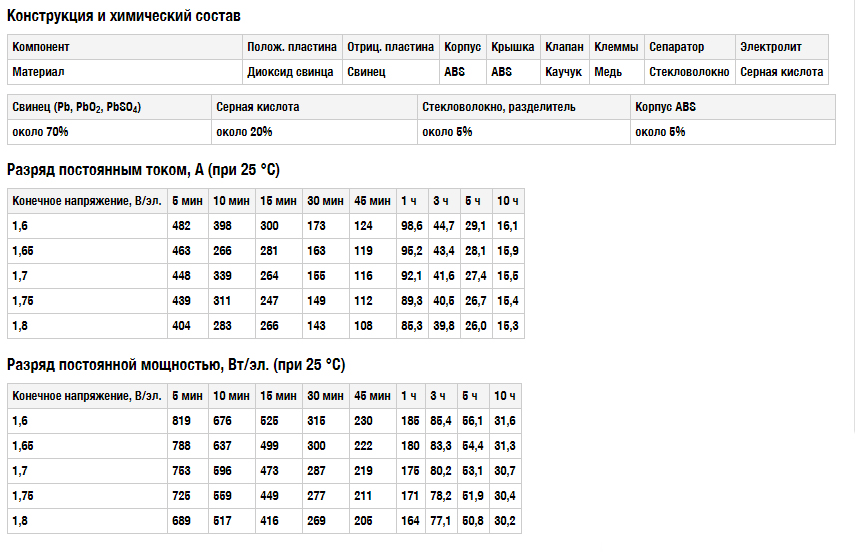 Конструкция и химический состав
Компонент Полож. пластина Отриц. пластина Корпус Крышка Клапан Клеммы Сепаратор Электролит
Материал Диоксид свинца Свинец ABS ABS Каучук Медь Стекловолокно Серная кислота
Свинец (Pb, PbO₂, PbSO₄) Серная кислота Стекловолокно, разделитель Корпус ABS
около 70% около 20% около 5% около 5%
Разряд постоянным током, А (при 25 °C)
Конечное напряжение, В/эл. 5 мин 10 мин 15 мин 30 мин 45 мин 1 ч 3 ч 5 ч 10 ч
1,6 482 398 300 173 124 98,6 44,7 29,1 16,1
1,65 463 266 281 163 119 95,2 43,4 28,1 15,9
1,7 448 339 264 155 116 92,1 41,6 27,4 15,5
1,75 439 311 247 149 112 89,3 40,5 26,7 15,4
1,8 404 283 266 143 108 85,3 39,8 26,0 15,3
Разряд постоянной мощностью, Вт/эл. (при 25 °C)
Конечное напряжение, В/эл. 5 мин 10 мин 15 мин 30 мин 45 мин 1 ч 3 ч 5 ч 10 ч
1,6 819 676 525 315 230 185 85,4 56,1 31,6
1,65 788 637 499 300 222 180 83,3 54,4 31,3
1,7 753 596 473 287 219 175 80,2 53,1 30,7
1,75 725 559 449 277 211 171 78,2 51,9 30,4
1,8 689 517 416 269 205 164 77,1 50,8 30,2